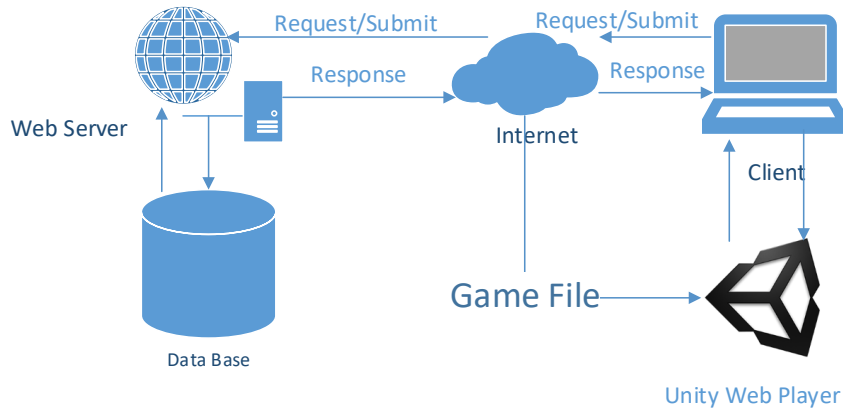 Request/Submit
Request/Submit
Response
Response
Web Server
Internet
Client
Game File
Data Base
Unity Web Player